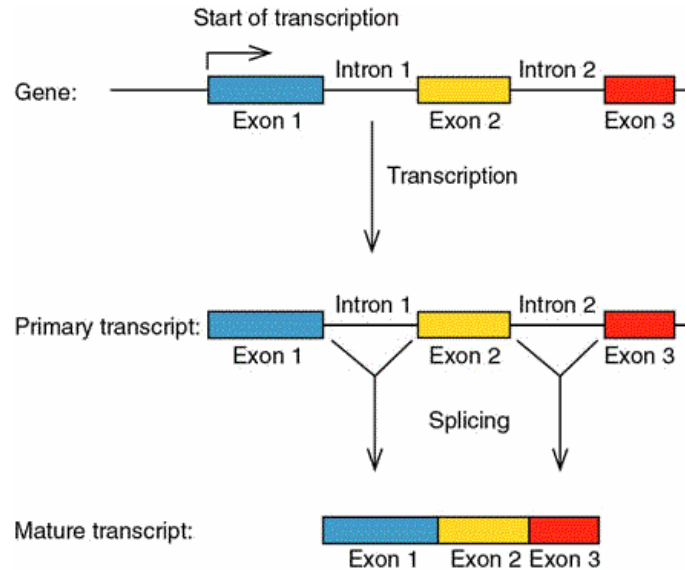 Start of transcription
Gene:
Intron 1
Intron 2
Exon 1
Exon 2
Exon 3
Transcription
Primary transcript:
Intron 1
Intron 2
Exon 1
Exon 2
Exon 3
Splicing
Mature transcript:
Exon 1
Exon 2
Exon 3